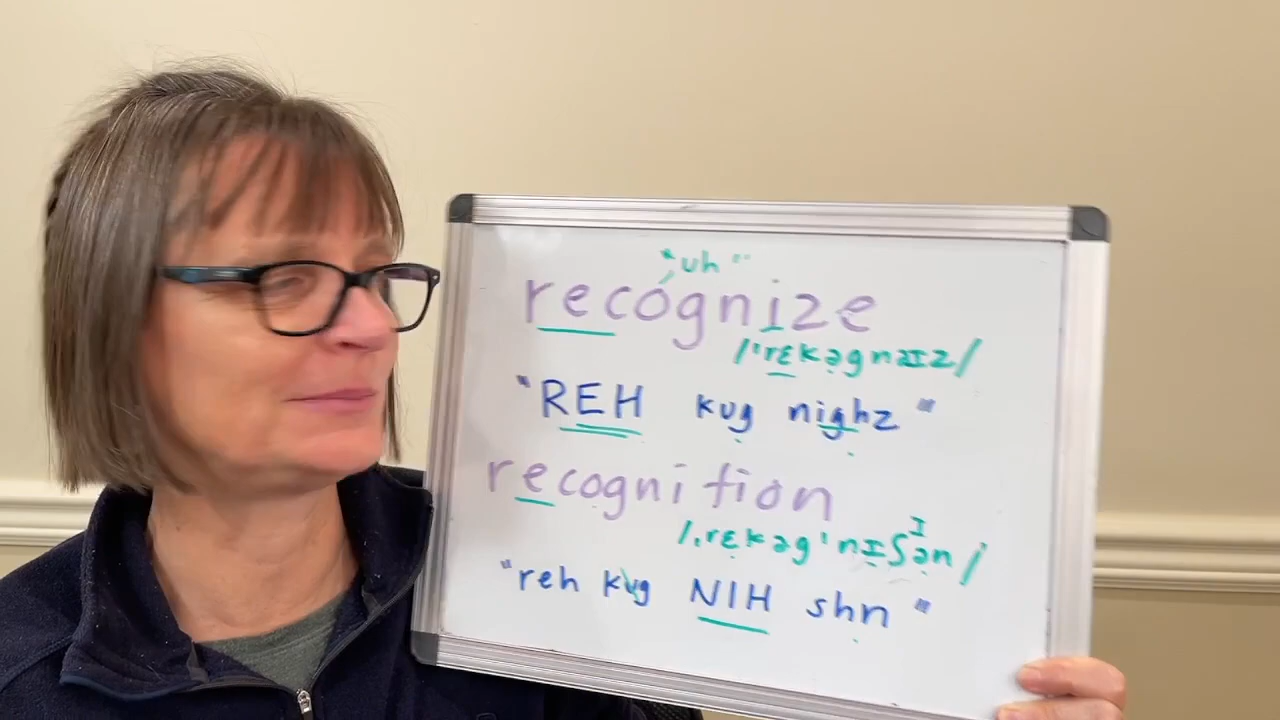 "uh"
recognize
/ˈrɛkəgnaɪz/
"REH kug nighz"
recognition
/ˌrɛkəgˈnɪʃən/
I
"reh kug NIH shn"